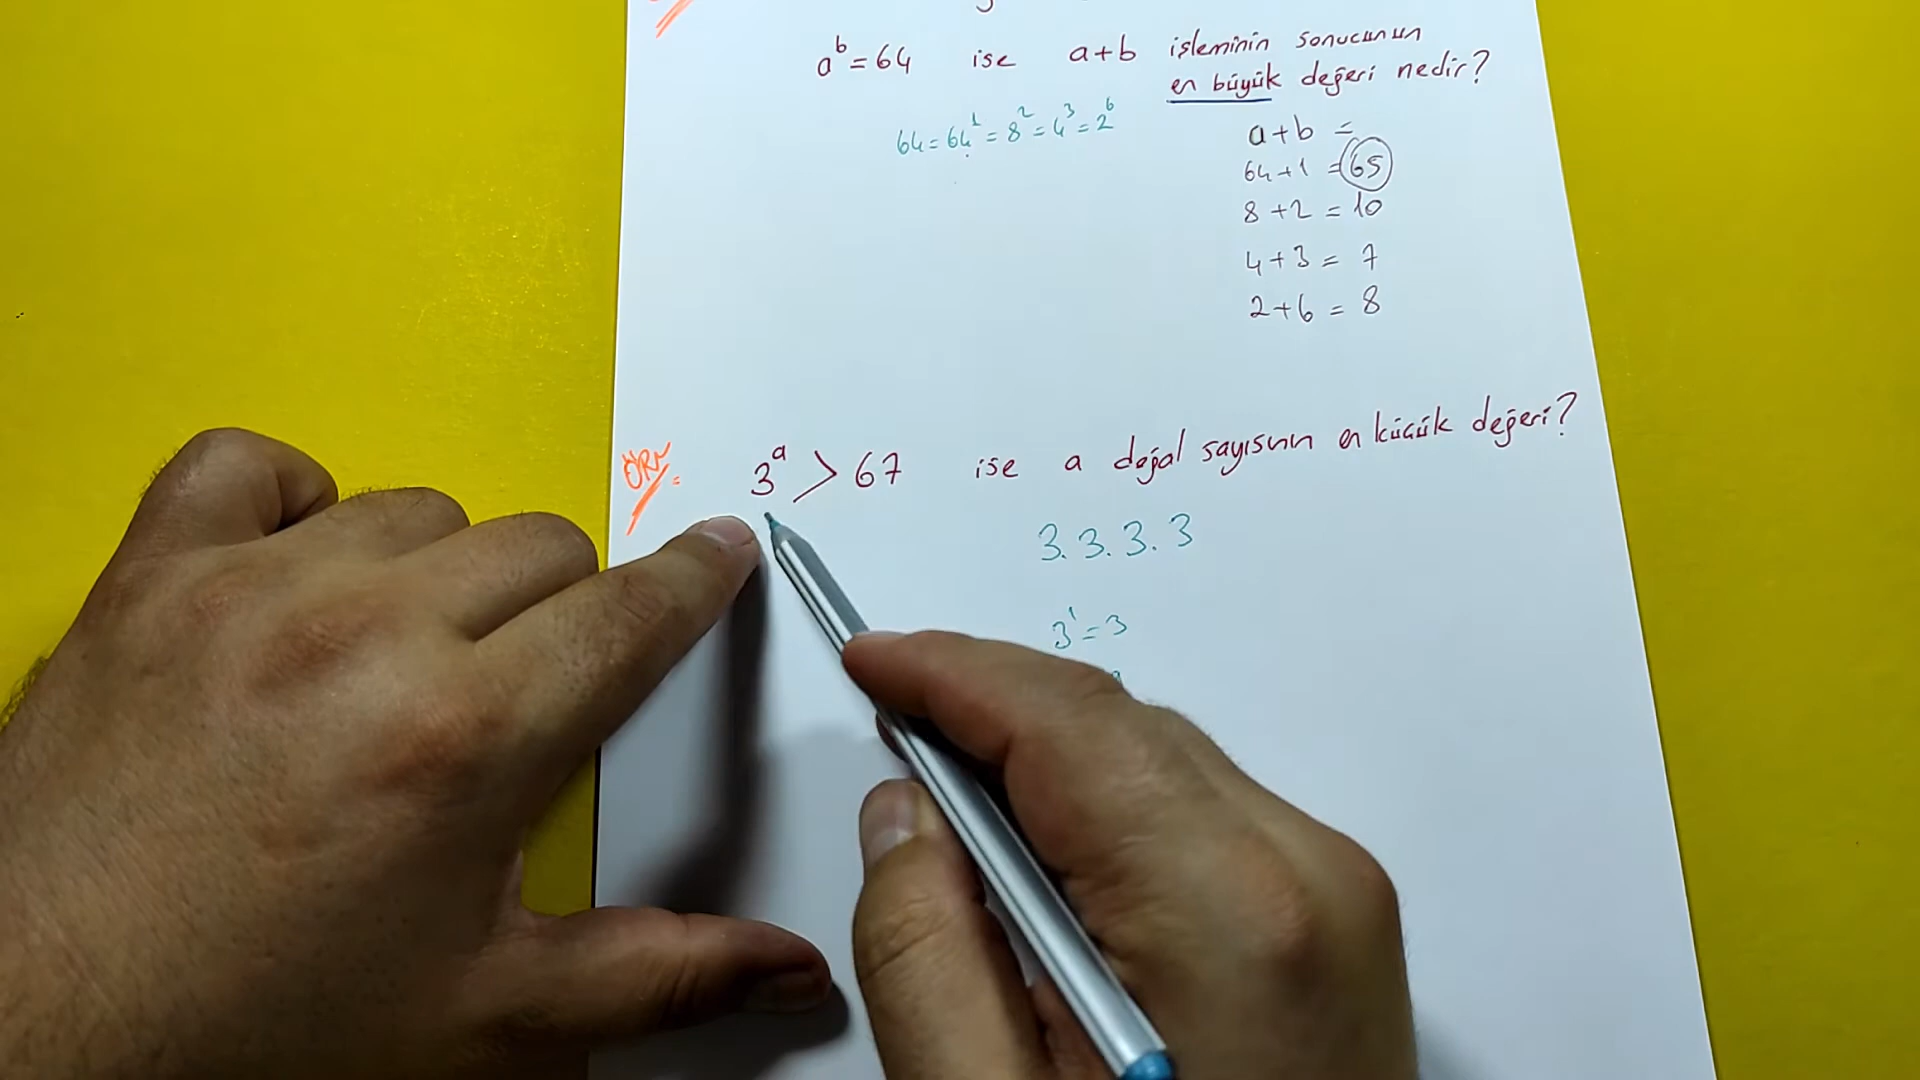 a^b = 64 ise a+b işleminin sonucunun
en büyük değeri nedir?
64 = 64^1 = 8^2 = 4^3 = 2^6
a+b =
64+1 = 65
8+2 = 10
4+3 = 7
2+6 = 8
ÖRN: 3^a > 67 ise a doğal sayısının en küçük değeri?
3.3.3.3
3^1 = 3